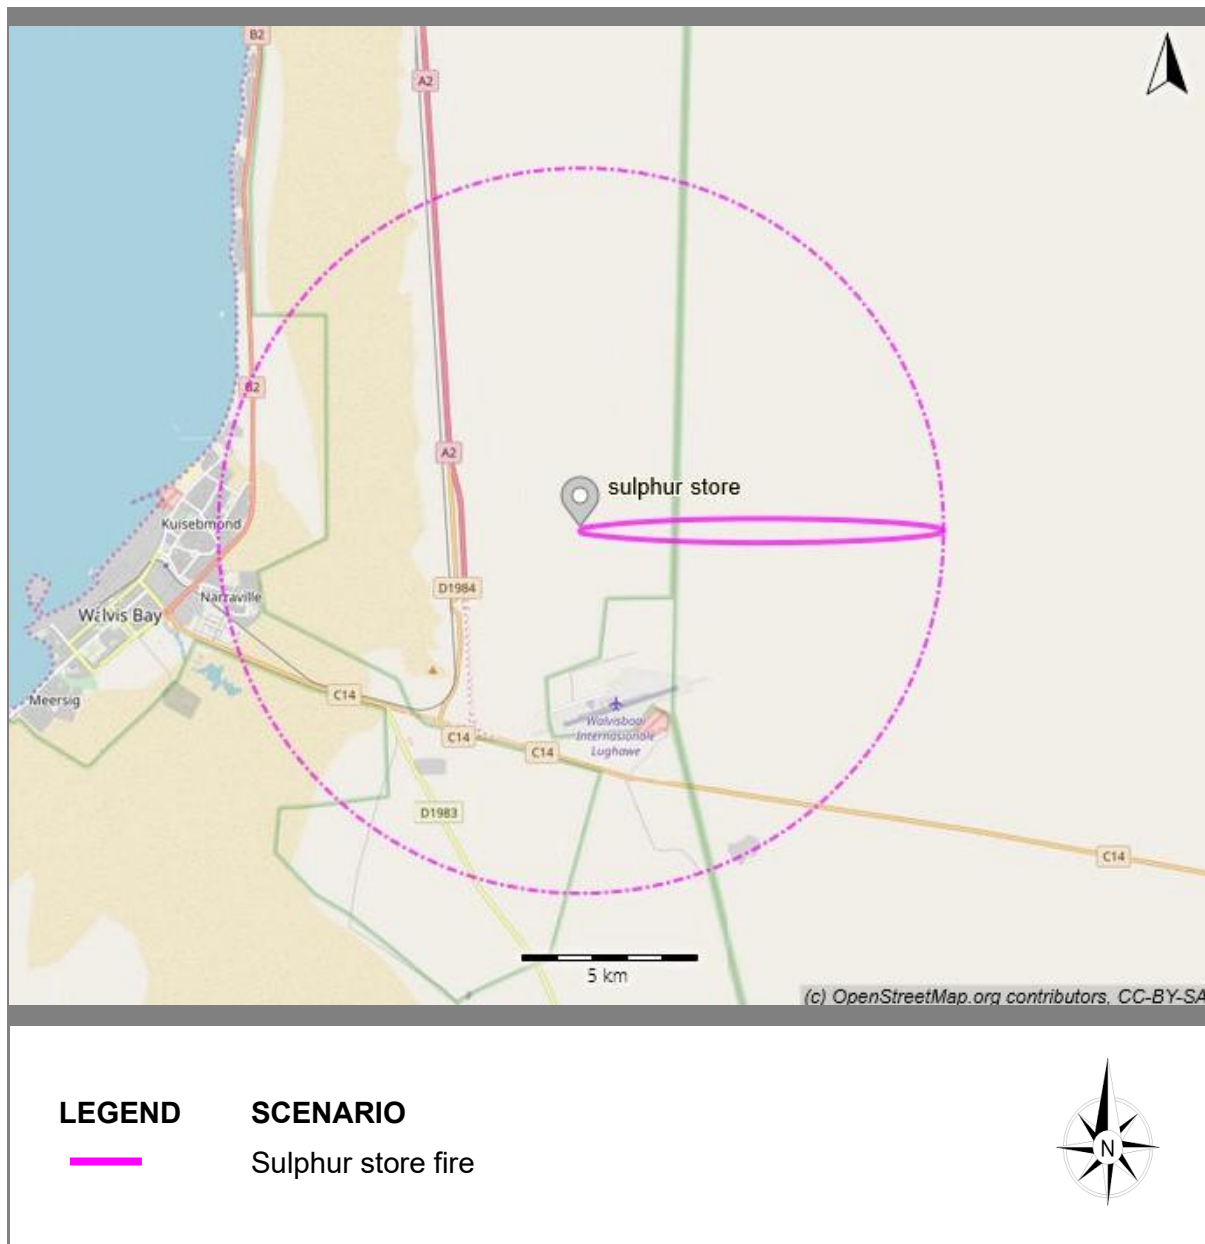 B2
A2
B2
A2
sulphur store
Kuisebmond
D1984
Narraville
Walvis Bay
C14
Meersig
Walvisbaai
Internasionale
Lughawe
C14
C14
D1983
C14
5 km
(c) OpenStreetMap.org contributors, CC-BY-SA
LEGEND SCENARIO
Sulphur store fire
N